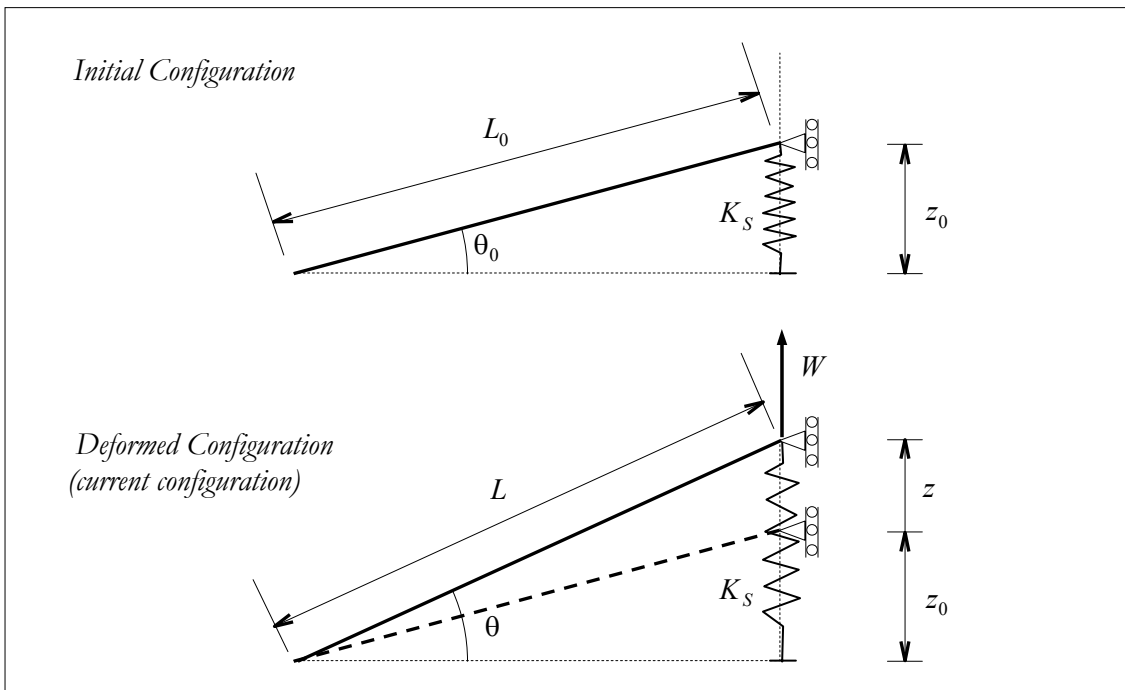 Initial Configuration
L₀
K_S
z₀
θ₀
W
Deformed Configuration
(current configuration)
L
z
K_S
z₀
θ